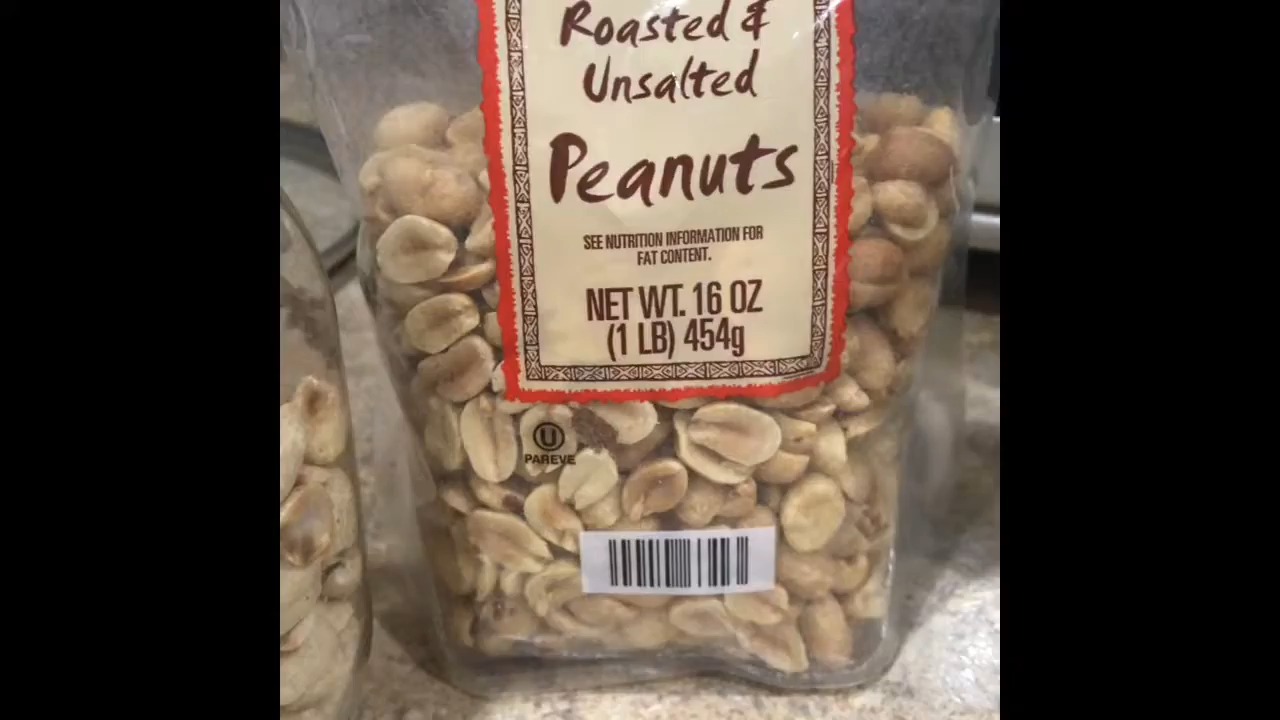 Roasted &
Unsalted
Peanuts
SEE NUTRITION INFORMATION FOR
FAT CONTENT.
NET WT. 16 OZ
(1 LB) 454g
U
PAREVE